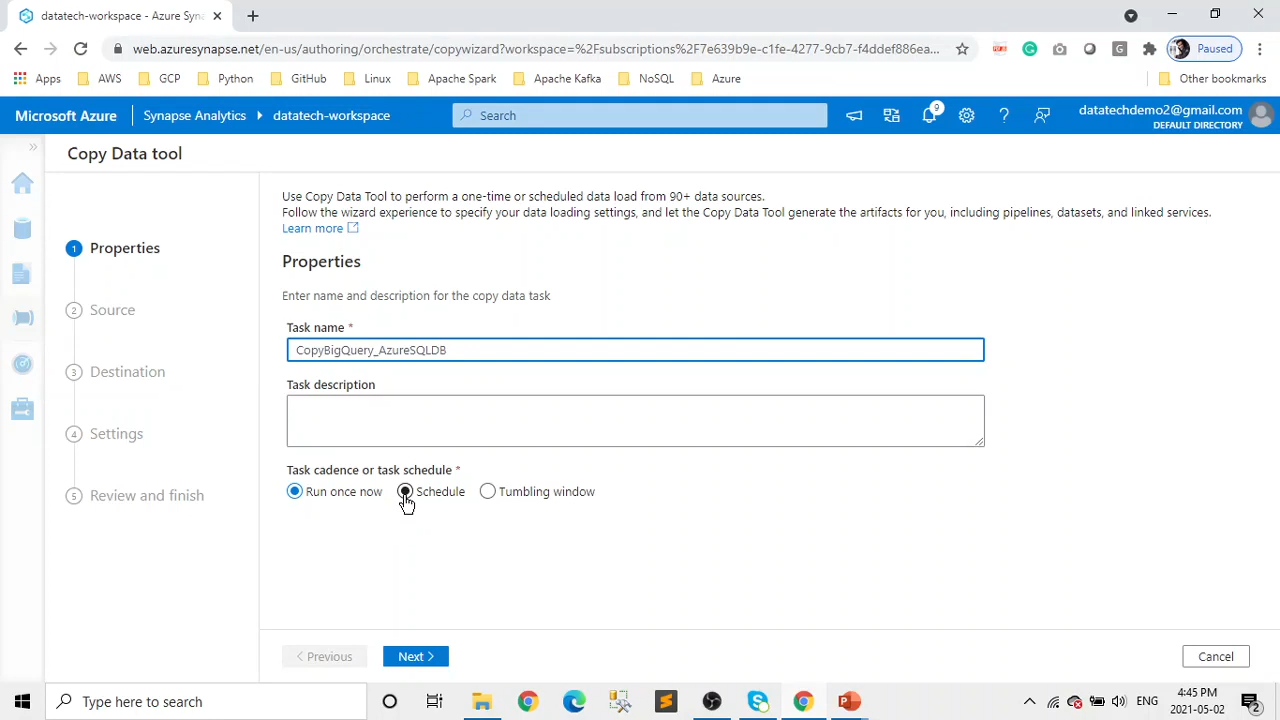 datatech-workspace - Azure Syna
web.azuresynapse.net/en-us/authoring/orchestrate/copywizard?workspace=%2Fsubscriptions%2F7e639b9e-c1fe-4277-9cb7-f4ddef886ea...
Paused
Apps
AWS
GCP
Python
GitHub
Linux
Apache Spark
Apache Kafka
NoSQL
Azure
Other bookmarks
Microsoft Azure
Synapse Analytics
datatech-workspace
Search
9
datatechdemo2@gmail.com
DEFAULT DIRECTORY
Copy Data tool
1 Properties
2 Source
3 Destination
4 Settings
5 Review and finish
Use Copy Data Tool to perform a one-time or scheduled data load from 90+ data sources.
Follow the wizard experience to specify your data loading settings, and let the Copy Data Tool generate the artifacts for you, including pipelines, datasets, and linked services.
Learn more
Properties
Enter name and description for the copy data task
Task name *
CopyBigQuery_AzureSQLDB
Task description
Task cadence or task schedule *
Run once now
Schedule
Tumbling window
< Previous
Next >
Cancel
Type here to search
ENG
4:45 PM
2021-05-02
2